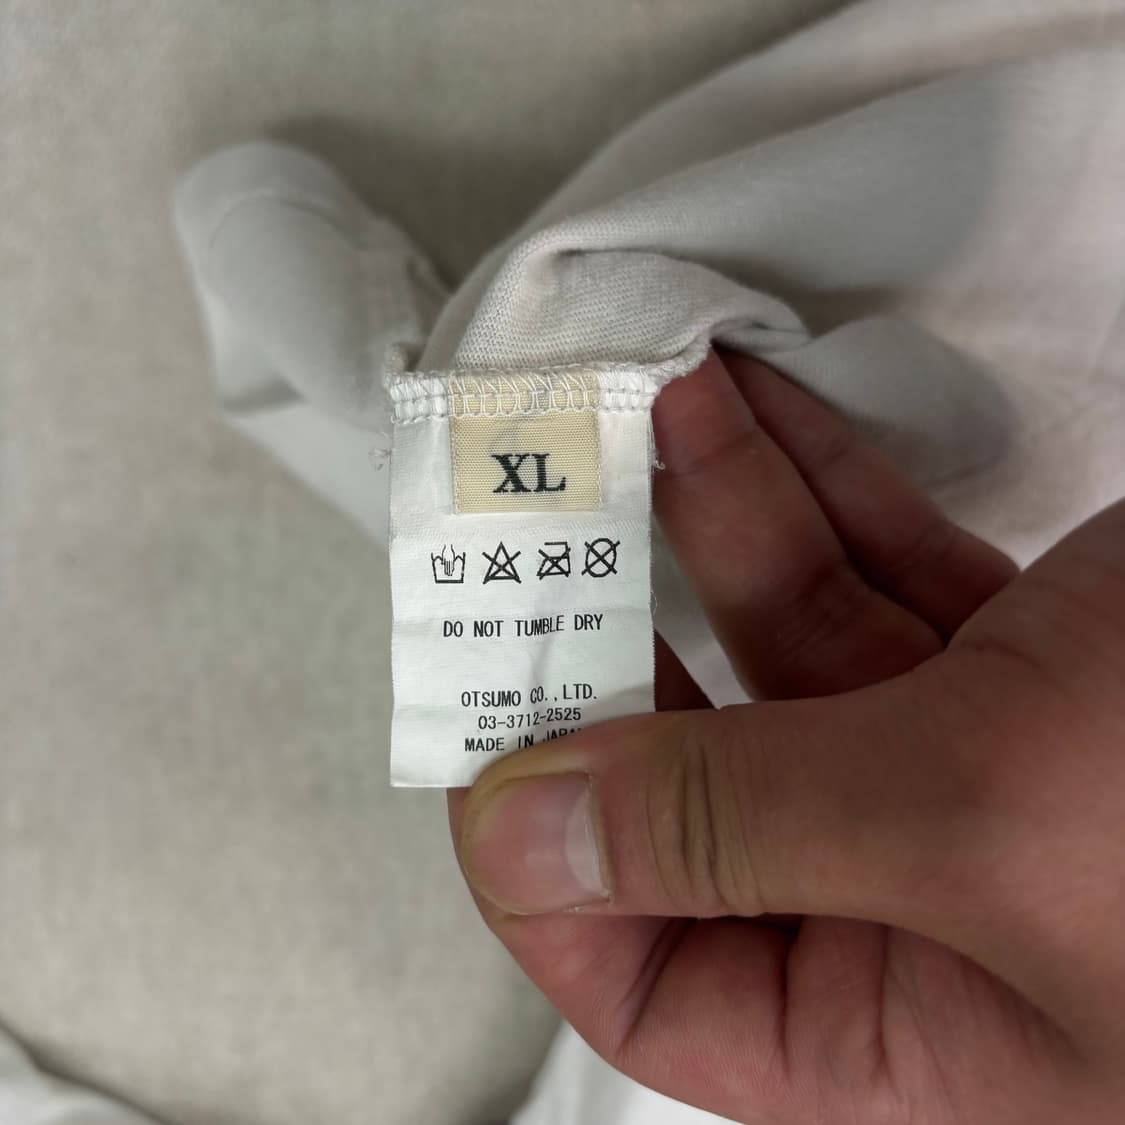 XL
DO NOT TUMBLE DRY
OTSUMO CO.,LTD.
03-3712-2525
MADE IN